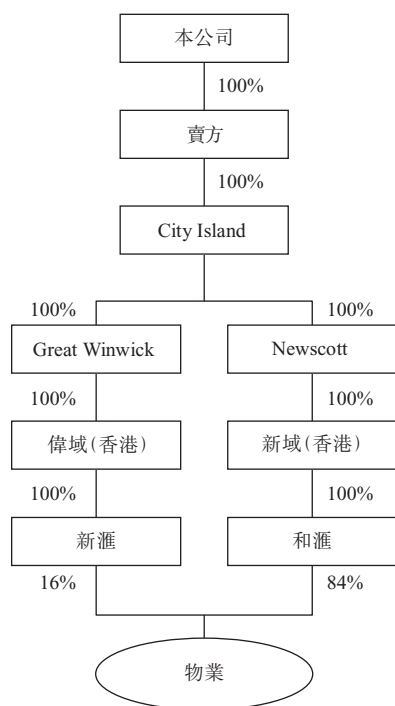 本公司
100%
賣方
100%
City Island
100% 100%
Great Winwick Newscott
100% 100%
偉域(香港) 新域(香港)
100% 100%
新滙 和滙
16% 84%
物業